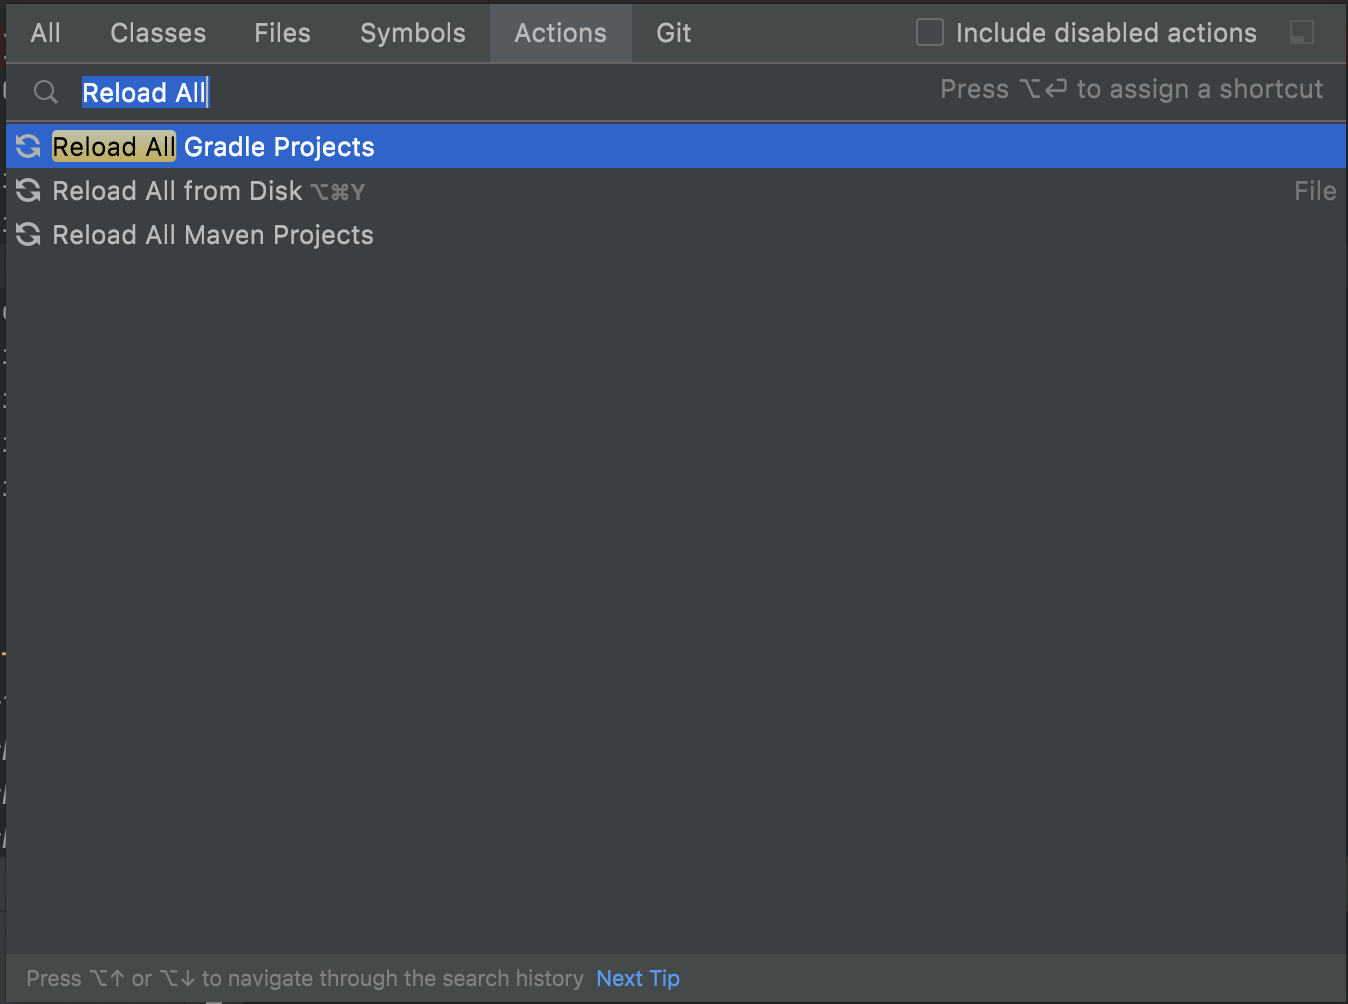 All Classes Files Symbols Actions Git Include disabled actions
Reload All Press ⌥⏎ to assign a shortcut
Reload All Gradle Projects
Reload All from Disk ⌥⌘Y File
Reload All Maven Projects
Press ⌥↑ or ⌥↓ to navigate through the search history Next Tip